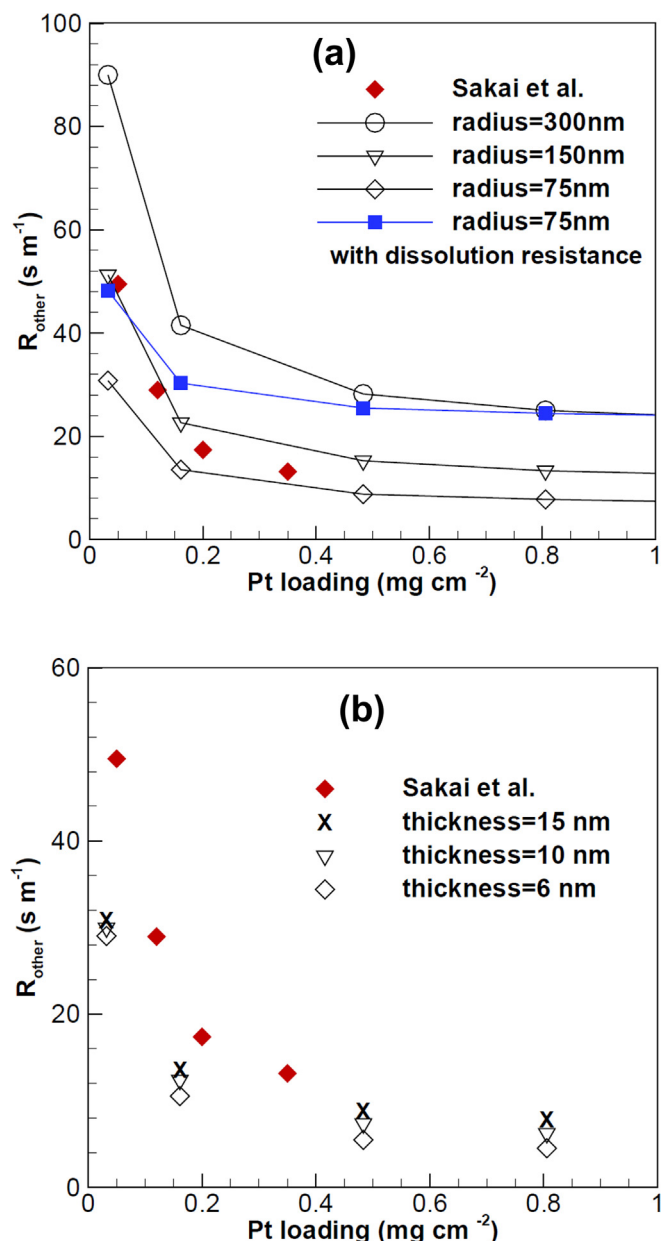 100
(a)
Sakai et al.
80
radius=300nm
radius=150nm
radius=75nm
60
radius=75nm
with dissolution resistance
R_other (s m⁻¹)
40
20
0
0 0.2 0.4 0.6 0.8 1
Pt loading (mg cm ⁻²)
60
(b)
Sakai et al.
thickness=15 nm
40
thickness=10 nm
thickness=6 nm
R_other (s m⁻¹)
20
0
0 0.2 0.4 0.6 0.8 1
Pt loading (mg cm⁻²)